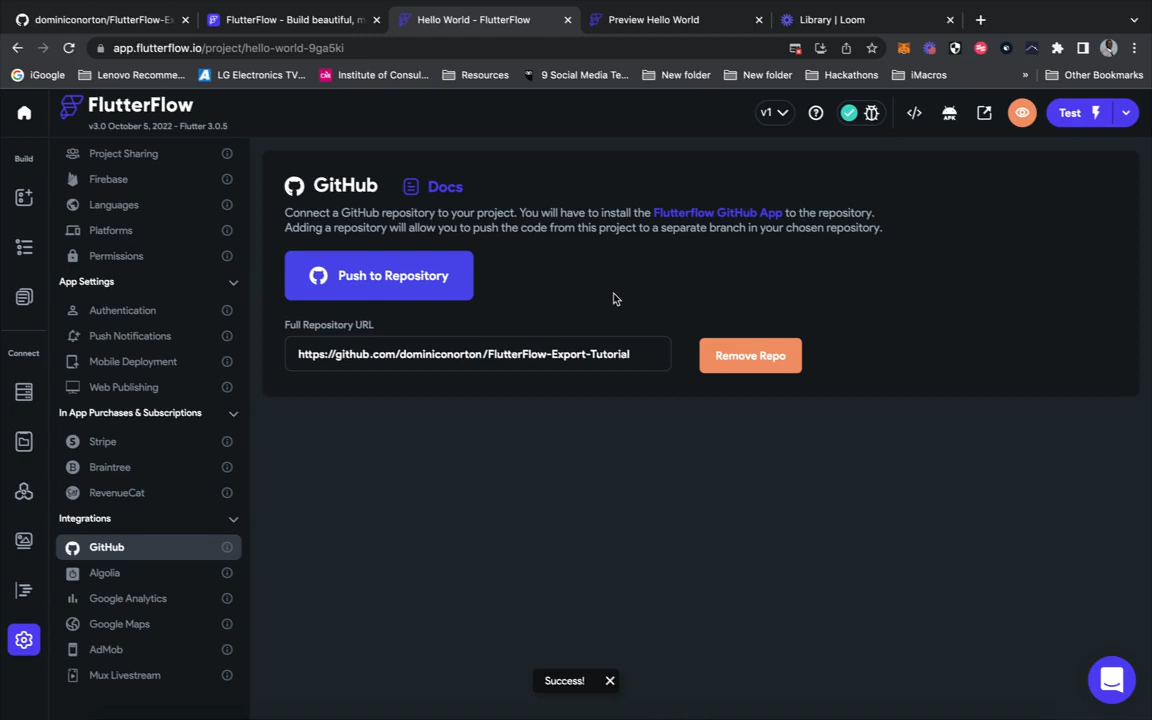 dominiconorton/FlutterFlow-Ex
FlutterFlow - Build beautiful, m
Hello World - FlutterFlow
Preview Hello World
Library | Loom
app.flutterflow.io/project/hello-world-9ga5ki
iGoogle
Lenovo Recomme...
LG Electronics TV...
Institute of Consul...
Resources
9 Social Media Te...
New folder
New folder
Hackathons
iMacros
»
Other Bookmarks
FlutterFlow
v3.0 October 5, 2022 - Flutter 3.0.5
v1
APK
Test
Build
Connect
Project Sharing
Firebase
Languages
Platforms
Permissions
App Settings
Authentication
Push Notifications
Mobile Deployment
Web Publishing
In App Purchases & Subscriptions
Stripe
Braintree
RevenueCat
Integrations
GitHub
Algolia
Google Analytics
Google Maps
AdMob
Mux Livestream
GitHub
Docs
Connect a GitHub repository to your project. You will have to install the Flutterflow GitHub App to the repository.
Adding a repository will allow you to push the code from this project to a separate branch in your chosen repository.
Push to Repository
Full Repository URL
https://github.com/dominiconorton/FlutterFlow-Export-Tutorial
Remove Repo
Success!